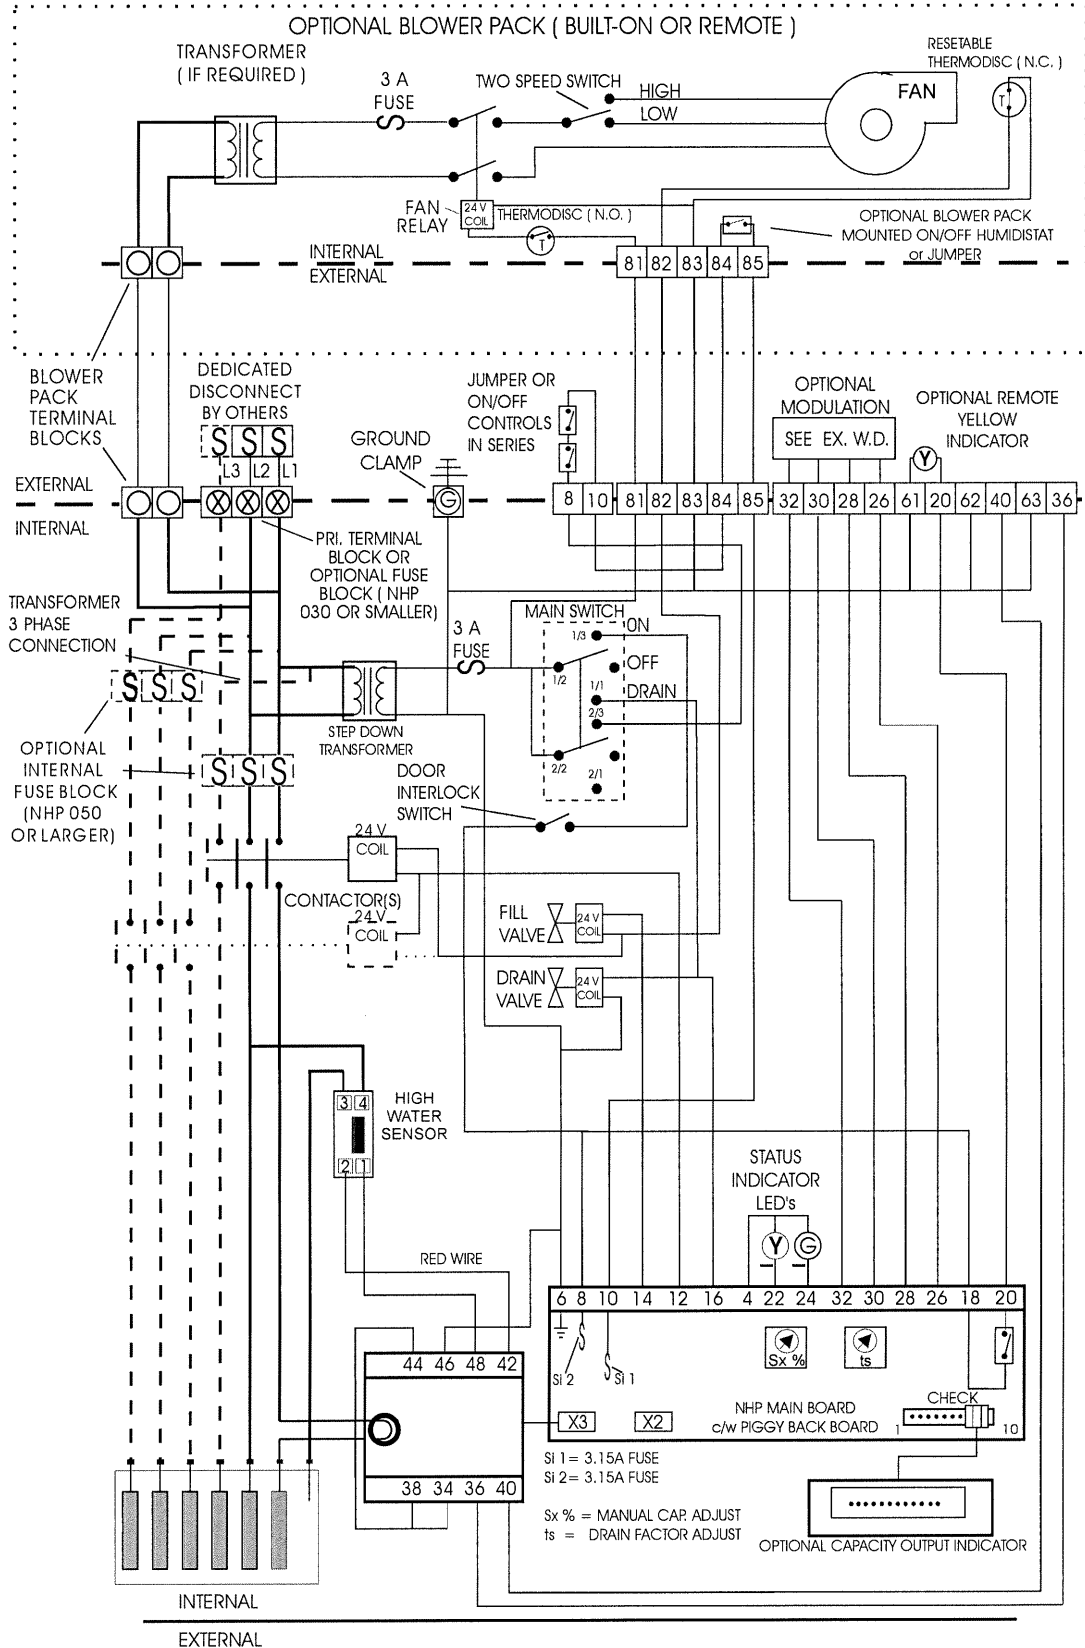 OPTIONAL BLOWER PACK ( BUILT-ON OR REMOTE )
TRANSFORMER
( IF REQUIRED )
3 A
FUSE
TWO SPEED SWITCH
HIGH
LOW
FAN
RESETABLE
THERMODISC ( N.C. )
T
FAN
RELAY
24 V
COIL
THERMODISC ( N.O. )
T
OPTIONAL BLOWER PACK
MOUNTED ON/OFF HUMIDISTAT
or JUMPER
INTERNAL
EXTERNAL
81 82 83 84 85
BLOWER
PACK
TERMINAL
BLOCKS
DEDICATED
DISCONNECT
BY OTHERS
S S S
L3 L2 L1
GROUND
CLAMP
JUMPER OR
ON/OFF
CONTROLS
IN SERIES
OPTIONAL
MODULATION
SEE EX. W.D.
OPTIONAL REMOTE
YELLOW
INDICATOR
Y
EXTERNAL
INTERNAL
G
8 10 81 82 83 84 85 32 30 28 26 61 20 62 40 63 36
PRI. TERMINAL
BLOCK OR
OPTIONAL FUSE
BLOCK ( NHP
030 OR SMALLER)
TRANSFORMER
3 PHASE
CONNECTION
3 A
FUSE
MAIN SWITCH
ON
OFF
DRAIN
1/3
1/2
1/1
2/3
2/2
2/1
S S S
STEP DOWN
TRANSFORMER
OPTIONAL
INTERNAL
FUSE BLOCK
(NHP 050
OR LARGER)
S S S
DOOR
INTERLOCK
SWITCH
24 V
COIL
CONTACTOR(S)
24 V
COIL
FILL
VALVE
24 V
COIL
DRAIN
VALVE
24 V
COIL
3 4
2 1
HIGH
WATER
SENSOR
STATUS
INDICATOR
LED's
Y G
RED WIRE
6 8 10 14 12 16 4 22 24 32 30 28 26 18 20
44 46 48 42
Si 2
Si 1
Sx %
ts
X3
X2
NHP MAIN BOARD
c/w PIGGY BACK BOARD
CHECK
1
10
38 34 36 40
Si 1 = 3.15A FUSE
Si 2 = 3.15A FUSE
Sx % = MANUAL CAP. ADJUST
ts = DRAIN FACTOR ADJUST
OPTIONAL CAPACITY OUTPUT INDICATOR
INTERNAL
EXTERNAL